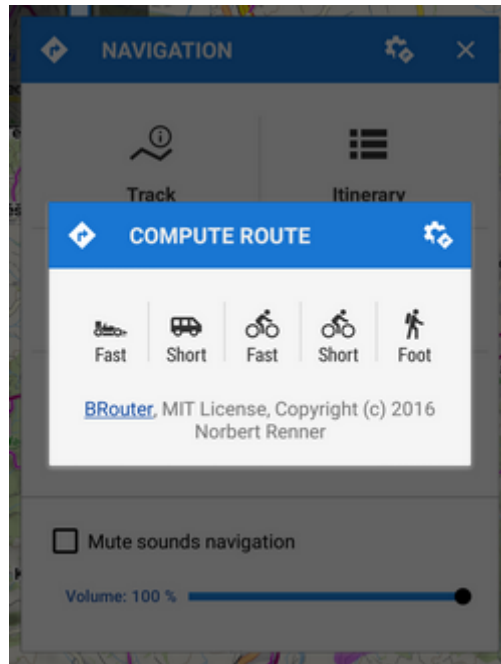 NAVIGATION
Track Itinerary
COMPUTE ROUTE
Fast Short Fast Short Foot
BRouter, MIT License, Copyright (c) 2016
Norbert Renner
Mute sounds navigation
Volume: 100 %